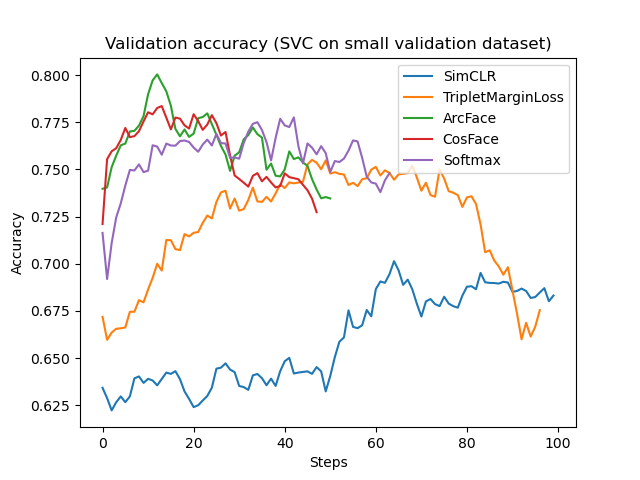 Validation accuracy (SVC on small validation dataset)
SimCLR
TripletMarginLoss
ArcFace
CosFace
Softmax
Accuracy
0.800
0.775
0.750
0.725
0.700
0.675
0.650
0.625
0 20 40 60 80 100
Steps